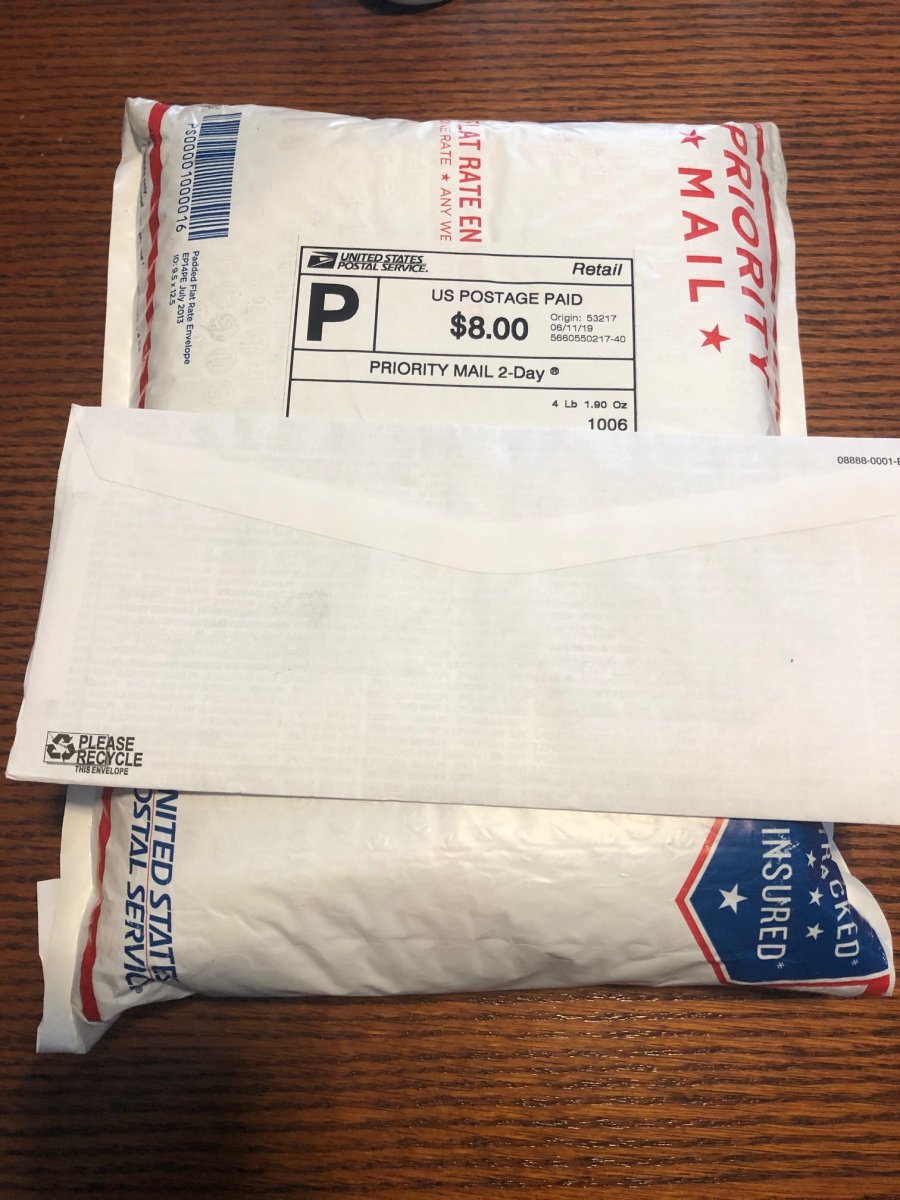 PS00001000016
Padded Flat Rate Envelope
EP14PE July 2013
ID: 9.5 x 12.5
LAT RATE EN
ERATE ★ ANY WE
PRIORITY
★ MAIL ★
UNITED STATES
POSTAL SERVICE.
Retail
P
US POSTAGE PAID
$8.00
Origin: 53217
06/11/19
5660550217-40
PRIORITY MAIL 2-Day ®
4 Lb 1.90 Oz
1006
08888-0001-E
PLEASE
RECYCLE
THIS ENVELOPE
NITED STATES
OSTAL SERVICE®
TRACKED*
INSURED*